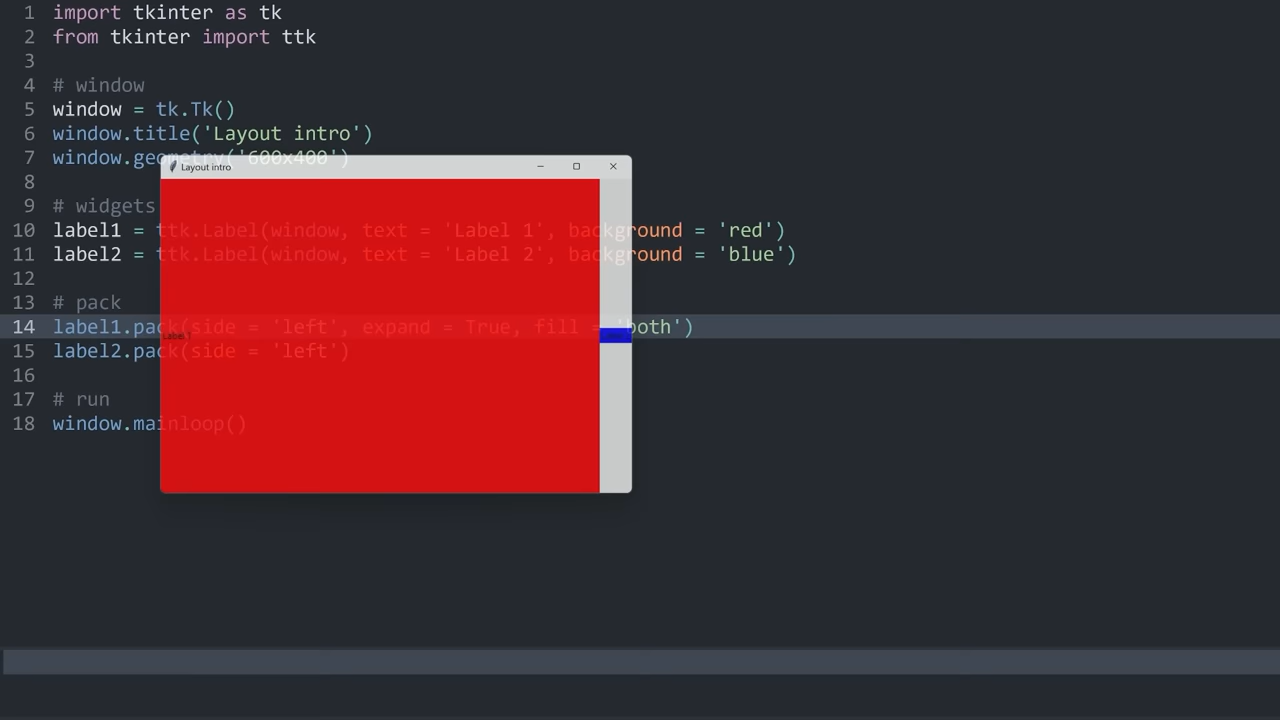 1 import tkinter as tk
2 from tkinter import ttk
3
4 # window
5 window = tk.Tk()
6 window.title('Layout intro')
7 window.geometry('600x400')
Layout intro
8
9 # widgets
10 label1 = ttk.Label(window, text = 'Label 1', background = 'red')
11 label2 = ttk.Label(window, text = 'Label 2', background = 'blue')
12
13 # pack
14 label1.pack(side = 'left', expand = True, fill = 'both')
Label 1
15 label2.pack(side = 'left')
16
17 # run
18 window.mainloop()